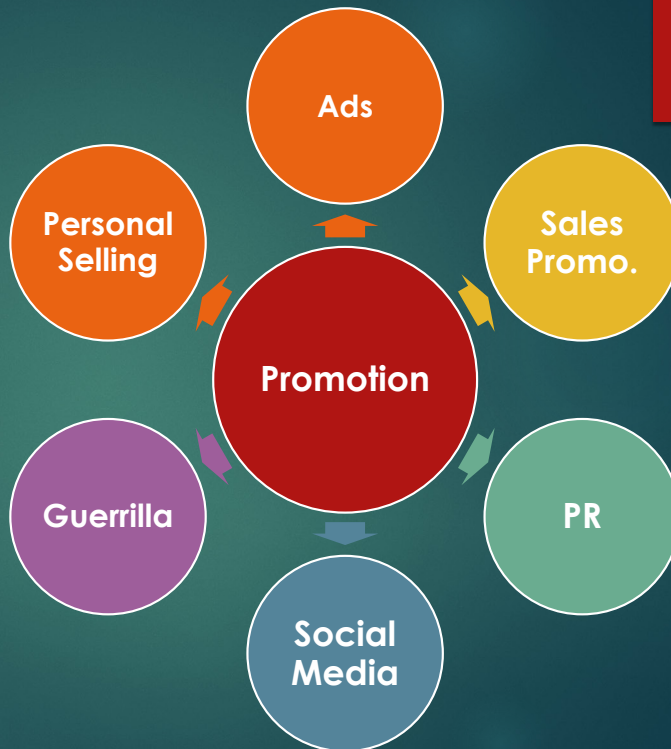 Ads
Sales
Promo.
PR
Social
Media
Guerrilla
Personal
Selling
Promotion